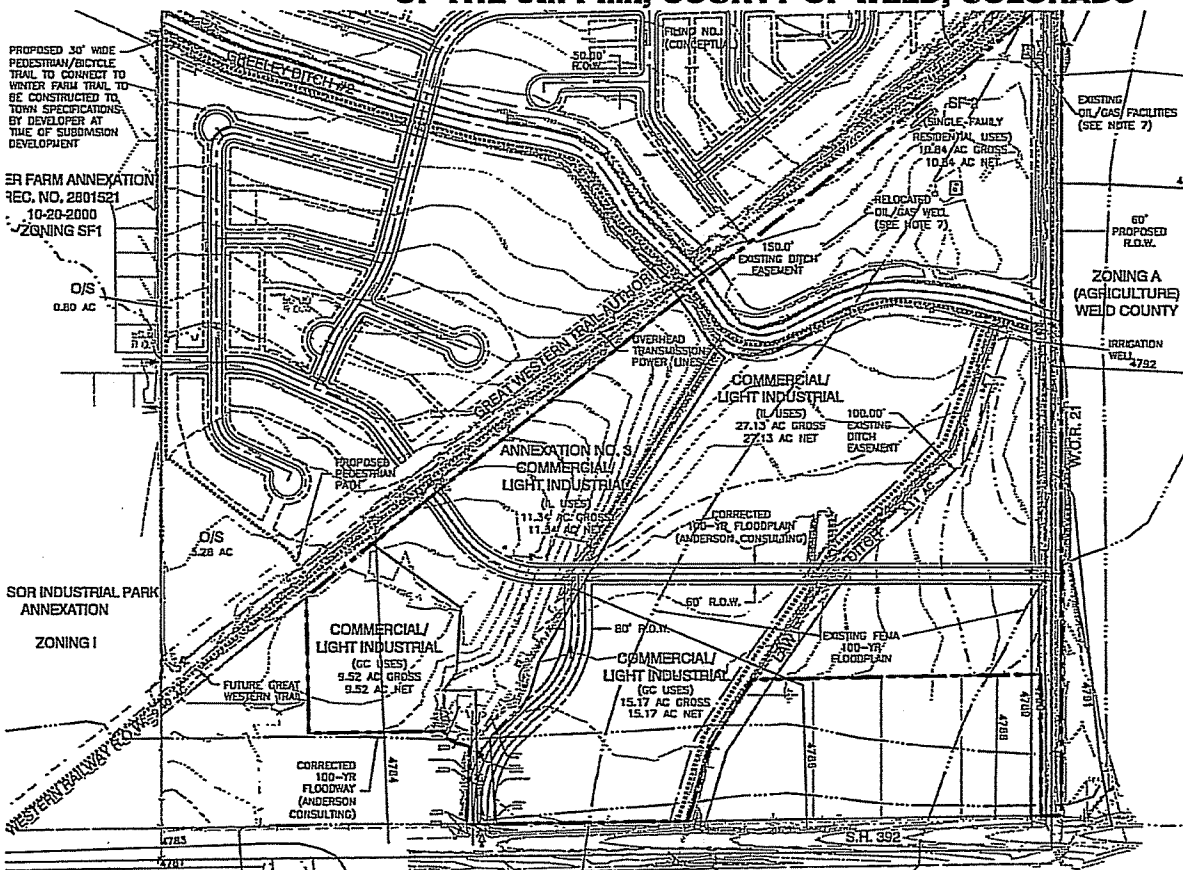 OF THE 6th P.M., COUNTY OF WELD, COLORADO
PROPOSED 30' WIDE
PEDESTRIAN/BICYCLE
TRAIL TO CONNECT TO
WINTER FARM TRAIL TO
BE CONSTRUCTED TO
TOWN SPECIFICATIONS
BY DEVELOPER AT
TIME OF SUBDIVISION
DEVELOPMENT
GREELEY DITCH #2
50.00'
R.O.W.
FILING NO.1
(CONCEPTUAL)
SF-2
(SINGLE-FAMILY
RESIDENTIAL USES)
10.84 AC GROSS
10.84 AC NET
EXISTING
OIL/GAS FACILITIES
(SEE NOTE 7)
ER FARM ANNEXATION
REC. NO. 2801521
10-20-2000
ZONING SF1
O/S
0.80 AC
RELOCATED
OIL/GAS WELL
(SEE NOTE 7)
150.0'
EXISTING DITCH
EASEMENT
60'
PROPOSED
R.O.W.
ZONING A
(AGRICULTURE)
WELD COUNTY
IRRIGATION
WELL
4792
GREAT WESTERN TRAIL AUTHORITY
OVERHEAD
TRANSMISSION
POWER LINES
COMMERCIAL/
LIGHT INDUSTRIAL
(IL USES)
27.13 AC GROSS
27.13 AC NET
100.00'
EXISTING
DITCH
EASEMENT
W.C.R. 21
ANNEXATION NO. 3
COMMERCIAL/
LIGHT INDUSTRIAL
(IL USES)
11.34 AC GROSS
11.34 AC NET
PROPOSED
PEDESTRIAN
PATH
O/S
3.28 AC
CORRECTED
100-YR FLOODPLAIN
(ANDERSON CONSULTING)
SOR INDUSTRIAL PARK
ANNEXATION
ZONING I
60' R.O.W.
80' R.O.W.
EXISTING FEMA
100-YR
FLOODPLAIN
COMMERCIAL/
LIGHT INDUSTRIAL
(GC USES)
9.52 AC GROSS
9.52 AC NET
COMMERCIAL/
LIGHT INDUSTRIAL
(GC USES)
15.17 AC GROSS
15.17 AC NET
FUTURE GREAT
WESTERN TRAIL
WESTERN RAILWAY R.O.W.
CORRECTED
100-YR
FLOODWAY
(ANDERSON
CONSULTING)
4784
4786
4788
4791
4783
4781
S.H. 392